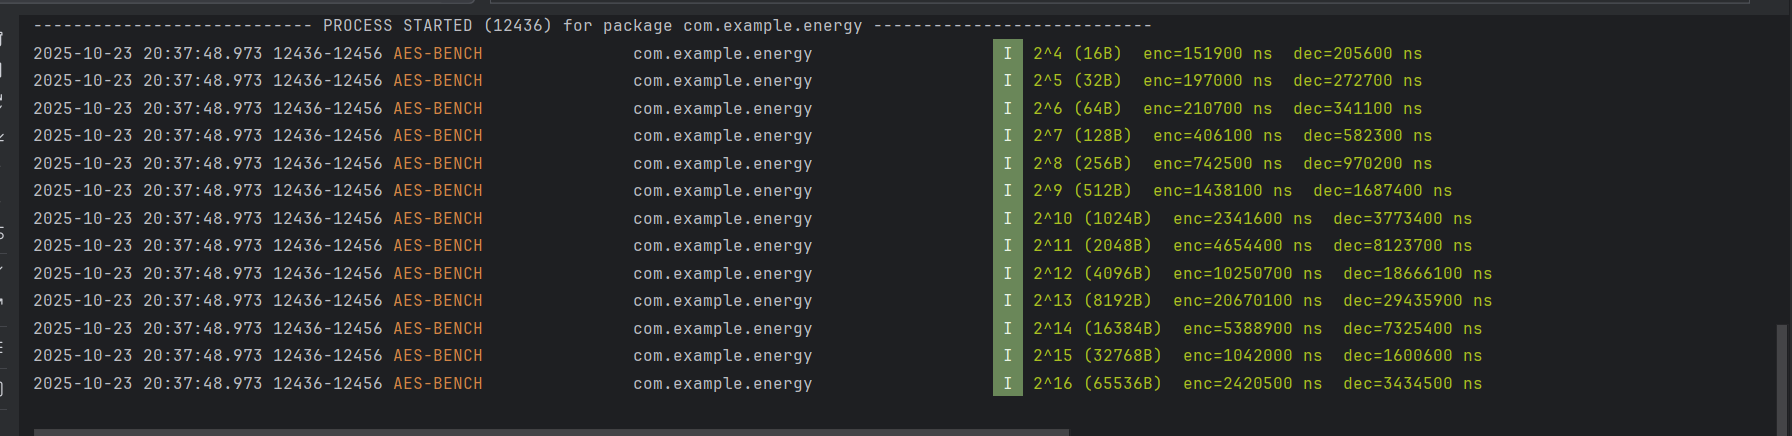 ---------------------------- PROCESS STARTED (12436) for package com.example.energy ----------------------------
2025-10-23 20:37:48.973 12436-12456 AES-BENCH com.example.energy I 2^4 (16B) enc=151900 ns dec=205600 ns
2025-10-23 20:37:48.973 12436-12456 AES-BENCH com.example.energy I 2^5 (32B) enc=197000 ns dec=272700 ns
2025-10-23 20:37:48.973 12436-12456 AES-BENCH com.example.energy I 2^6 (64B) enc=210700 ns dec=341100 ns
2025-10-23 20:37:48.973 12436-12456 AES-BENCH com.example.energy I 2^7 (128B) enc=406100 ns dec=582300 ns
2025-10-23 20:37:48.973 12436-12456 AES-BENCH com.example.energy I 2^8 (256B) enc=742500 ns dec=970200 ns
2025-10-23 20:37:48.973 12436-12456 AES-BENCH com.example.energy I 2^9 (512B) enc=1438100 ns dec=1687400 ns
2025-10-23 20:37:48.973 12436-12456 AES-BENCH com.example.energy I 2^10 (1024B) enc=2341600 ns dec=3773400 ns
2025-10-23 20:37:48.973 12436-12456 AES-BENCH com.example.energy I 2^11 (2048B) enc=4654400 ns dec=8123700 ns
2025-10-23 20:37:48.973 12436-12456 AES-BENCH com.example.energy I 2^12 (4096B) enc=10250700 ns dec=18666100 ns
2025-10-23 20:37:48.973 12436-12456 AES-BENCH com.example.energy I 2^13 (8192B) enc=20670100 ns dec=29435900 ns
2025-10-23 20:37:48.973 12436-12456 AES-BENCH com.example.energy I 2^14 (16384B) enc=5388900 ns dec=7325400 ns
2025-10-23 20:37:48.973 12436-12456 AES-BENCH com.example.energy I 2^15 (32768B) enc=1042000 ns dec=1600600 ns
2025-10-23 20:37:48.973 12436-12456 AES-BENCH com.example.energy I 2^16 (65536B) enc=2420500 ns dec=3434500 ns